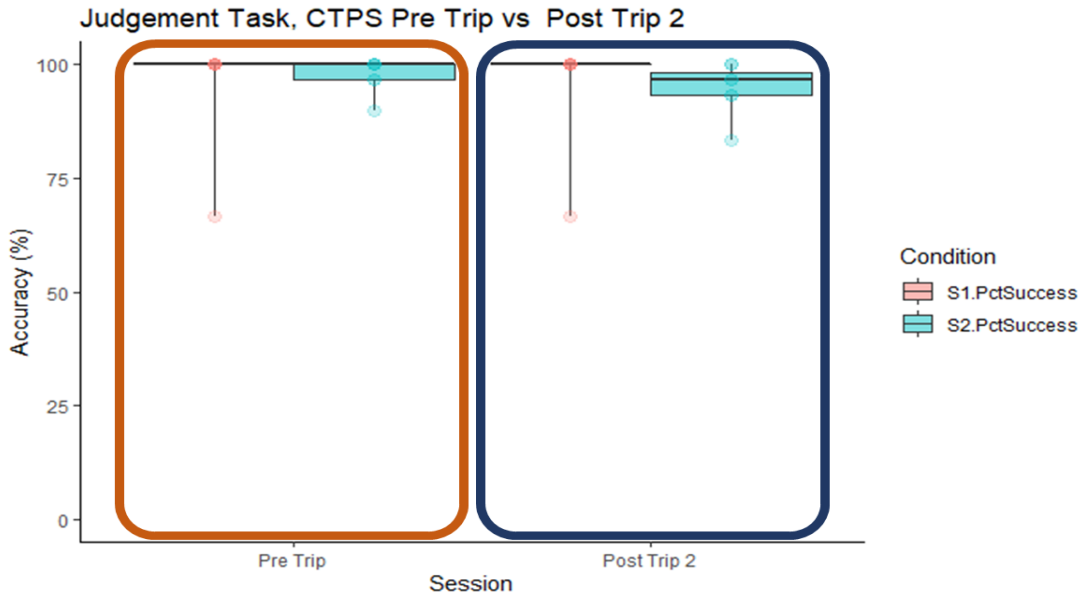 Judgement Task, CTPS Pre Trip vs  Post Trip 2
100
75
50
25
0
Accuracy (%)
Pre Trip
Post Trip 2
Session
Condition
S1.PctSuccess
S2.PctSuccess